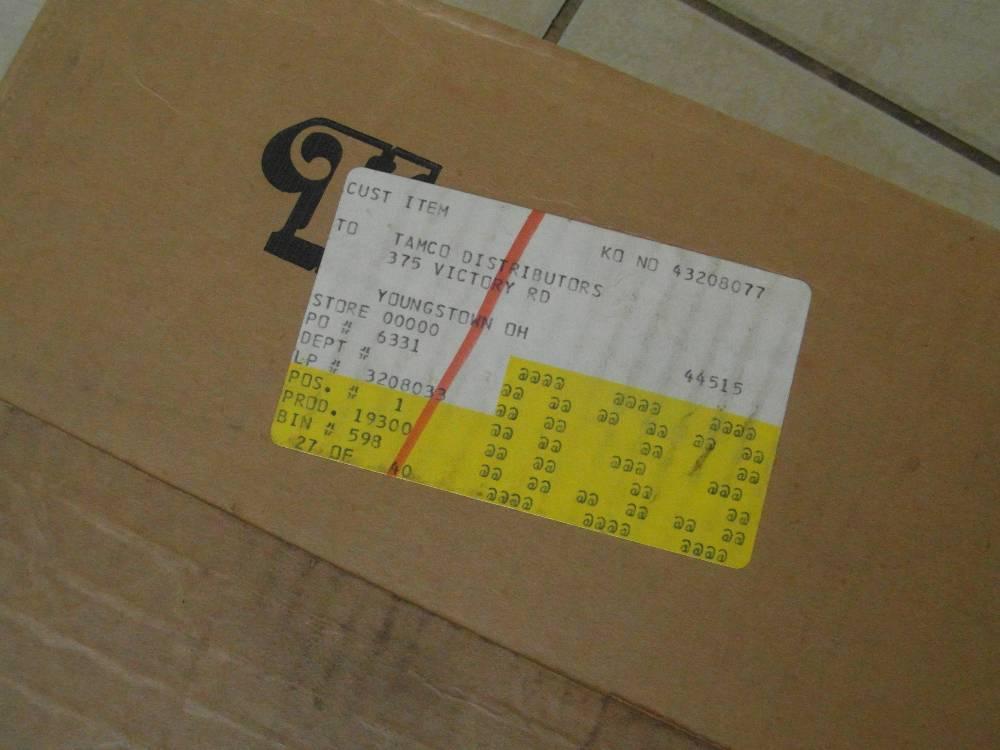 CUST ITEM
KO NO 43208077
TO TAMCO DISTRIBUTORS
375 VICTORY RD
YOUNGSTOWN OH
44515
STORE 00000
PO # 6331
DEPT #
LP # 3208033
POS. # 1
PROD. 19300
BIN # 598
27 OF 40
033